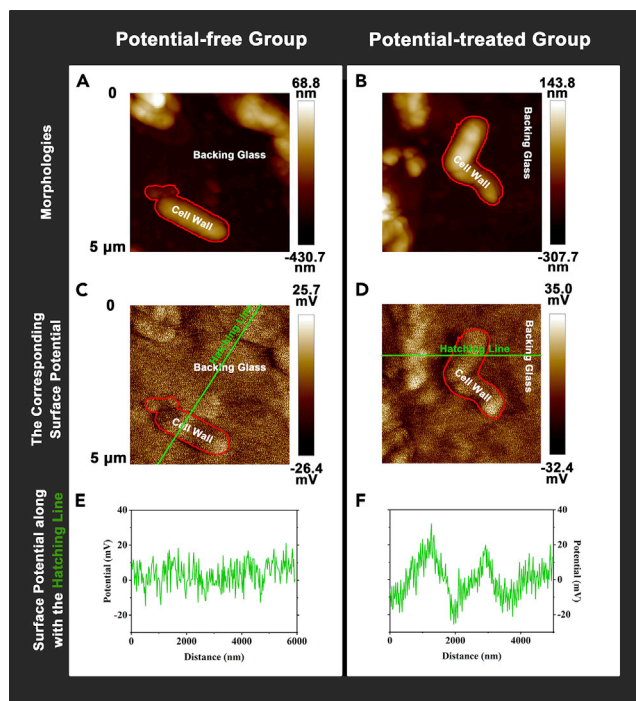 Potential-free Group
Potential-treated Group
Morphologies
A
0
68.8
nm
Backing Glass
Cell Wall
5 µm
-430.7
nm
B
143.8
nm
Backing Glass
Cell Wall
-307.7
nm
The Corresponding
Surface Potential
C
0
25.7
mV
Hatching Line
Backing Glass
Cell Wall
5 µm
-26.4
mV
D
35.0
mV
Backing Glass
Hatching Line
Cell Wall
-32.4
mV
Surface Potential along
with the Hatching Line
E
40
20
0
-20
Potential (mV)
0 2000 4000 6000
Distance (nm)
F
40
20
0
-20
Potential (mV)
0 2000 4000
Distance (nm)